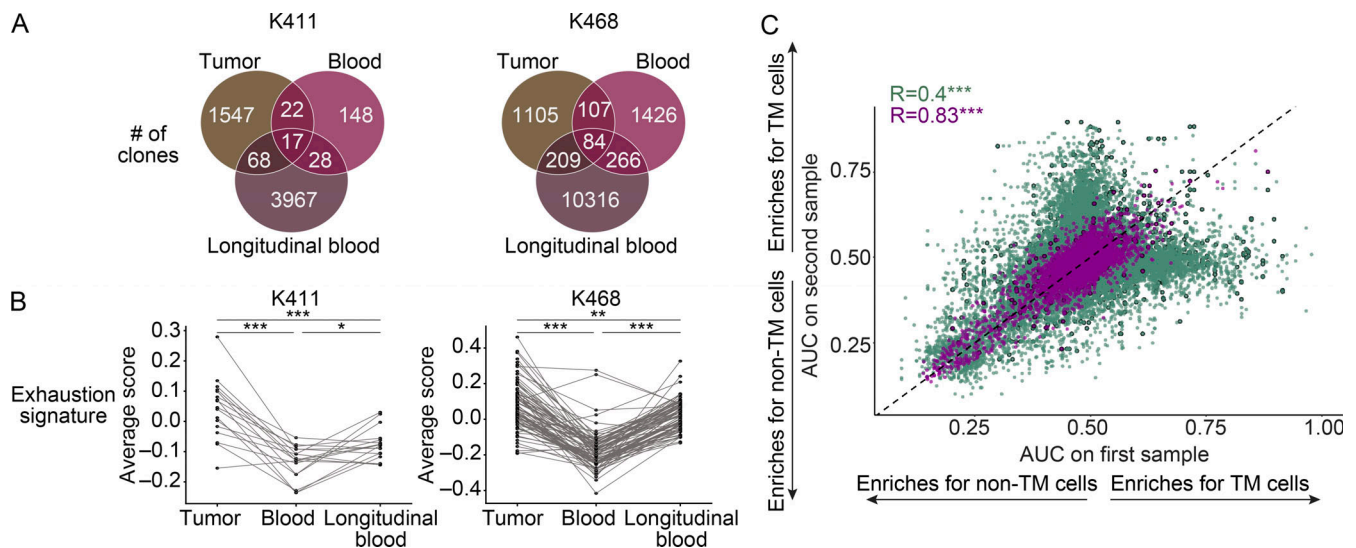 A
K411
Tumor
Blood
1547
22
148
17
68
28
3967
# of
clones
Longitudinal blood
K468
Tumor
Blood
1105
107
1426
84
209
266
10316
Longitudinal blood
B
Exhaustion
signature
K411
***
***
*
Average score
0.3
0.2
0.1
0.0
−0.1
−0.2
Tumor
Blood
Longitudinal
blood
K468
**
***
***
Average score
0.4
0.2
0.0
−0.2
−0.4
Tumor
Blood
Longitudinal
blood
C
Enriches for TM cells
Enriches for non-TM cells
AUC on second sample
R=0.4***
R=0.83***
0.75
0.50
0.25
0.25
0.50
0.75
1.00
AUC on first sample
Enriches for non-TM cells
Enriches for TM cells